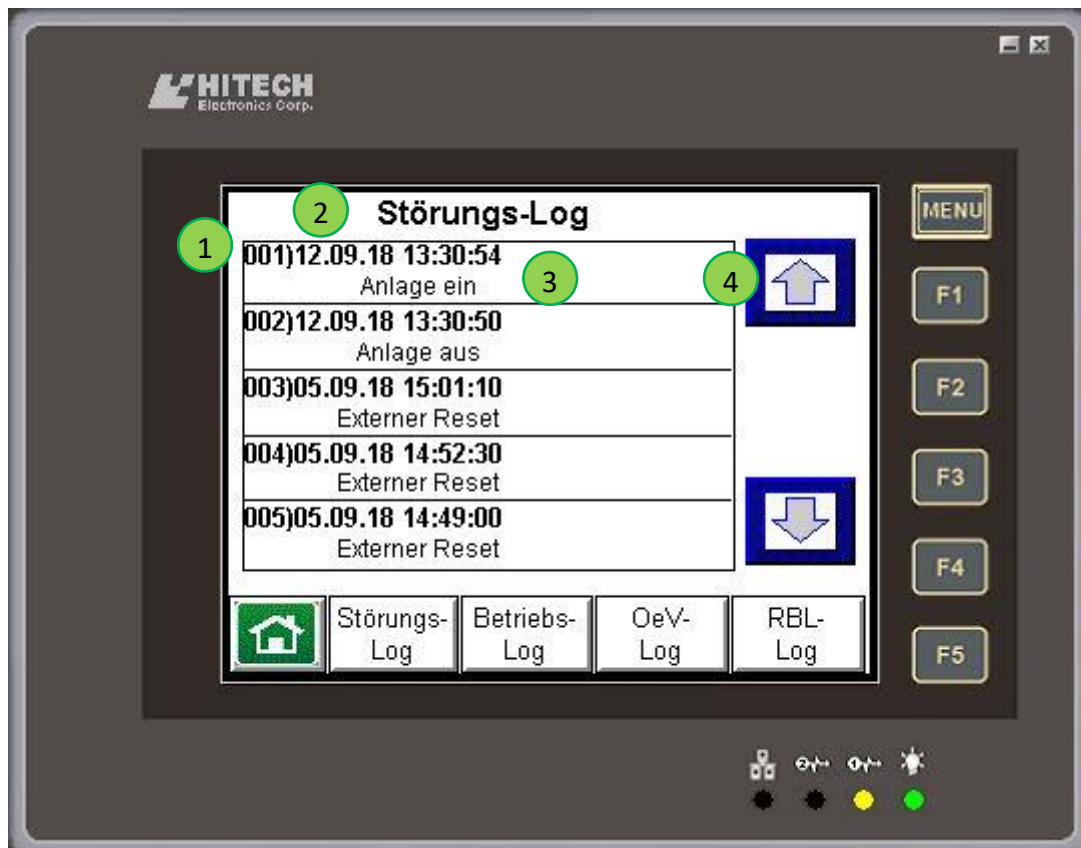 HITECH
Electronics Corp.
MENU
2
Störungs-Log
1
001)12.09.18 13:30:54
Anlage ein
3
4
F1
002)12.09.18 13:30:50
Anlage aus
003)05.09.18 15:01:10
Externer Reset
F2
004)05.09.18 14:52:30
Externer Reset
F3
005)05.09.18 14:49:00
Externer Reset
F4
Störungs-
Log
Betriebs-
Log
OeV-
Log
RBL-
Log
F5
2
1